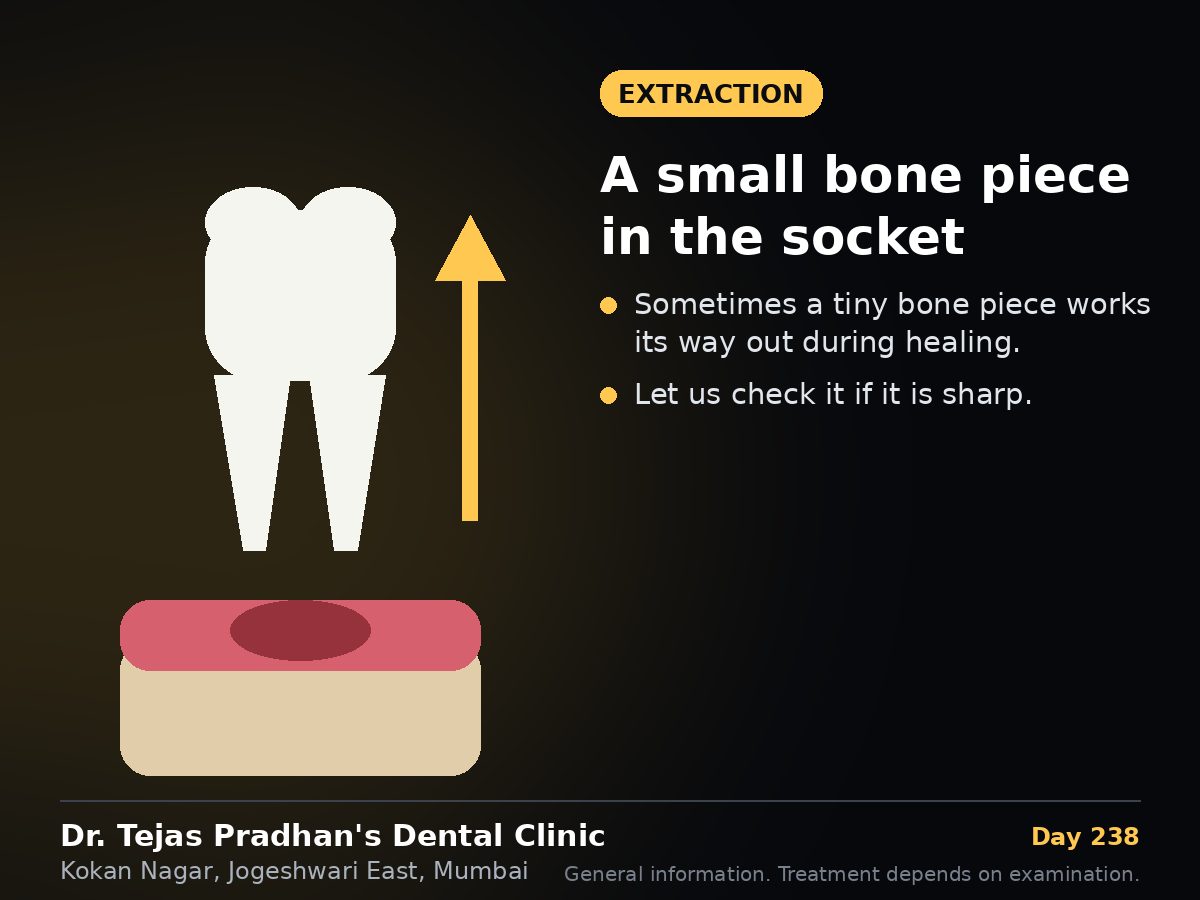 EXTRACTION
A small bone piece
in the socket
Sometimes a tiny bone piece works
its way out during healing.
Let us check it if it is sharp.
Dr. Tejas Pradhan's Dental Clinic
Day 238
Kokan Nagar, Jogeshwari East, Mumbai
General information. Treatment depends on examination.